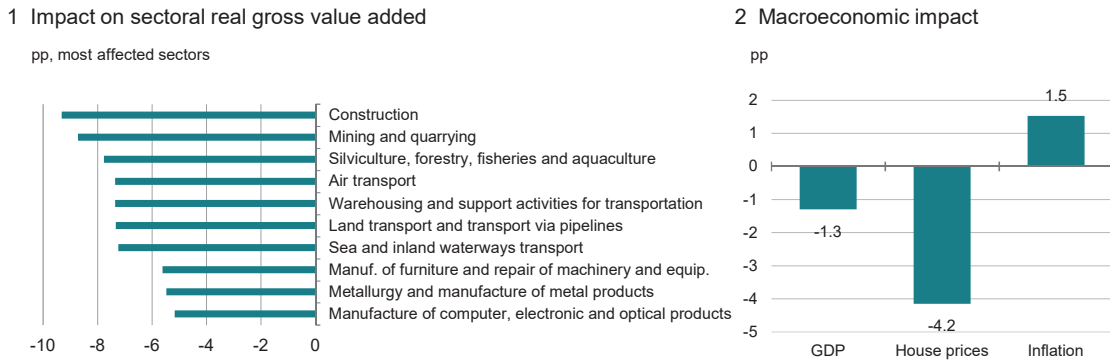 1 Impact on sectoral real gross value added
pp, most affected sectors
Construction
Mining and quarrying
Silviculture, forestry, fisheries and aquaculture
Air transport
Warehousing and support activities for transportation
Land transport and transport via pipelines
Sea and inland waterways transport
Manuf. of furniture and repair of machinery and equip.
Metallurgy and manufacture of metal products
Manufacture of computer, electronic and optical products
-10 -8 -6 -4 -2 0
2 Macroeconomic impact
pp
2
1
0
-1
-2
-3
-4
-5
-1.3
-4.2
1.5
GDP House prices Inflation